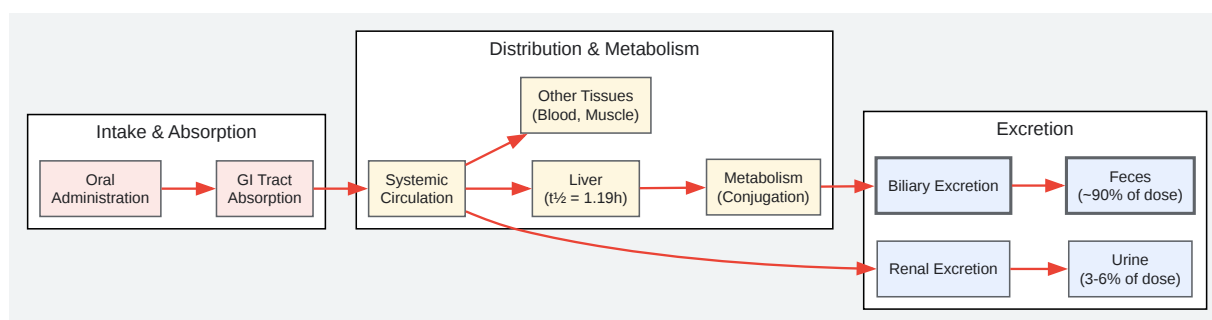 Intake & Absorption
Oral
Administration
GI Tract
Absorption
Distribution & Metabolism
Other Tissues
(Blood, Muscle)
Systemic
Circulation
Liver
(t½ = 1.19h)
Metabolism
(Conjugation)
Excretion
Biliary Excretion
Feces
(~90% of dose)
Renal Excretion
Urine
(3-6% of dose)